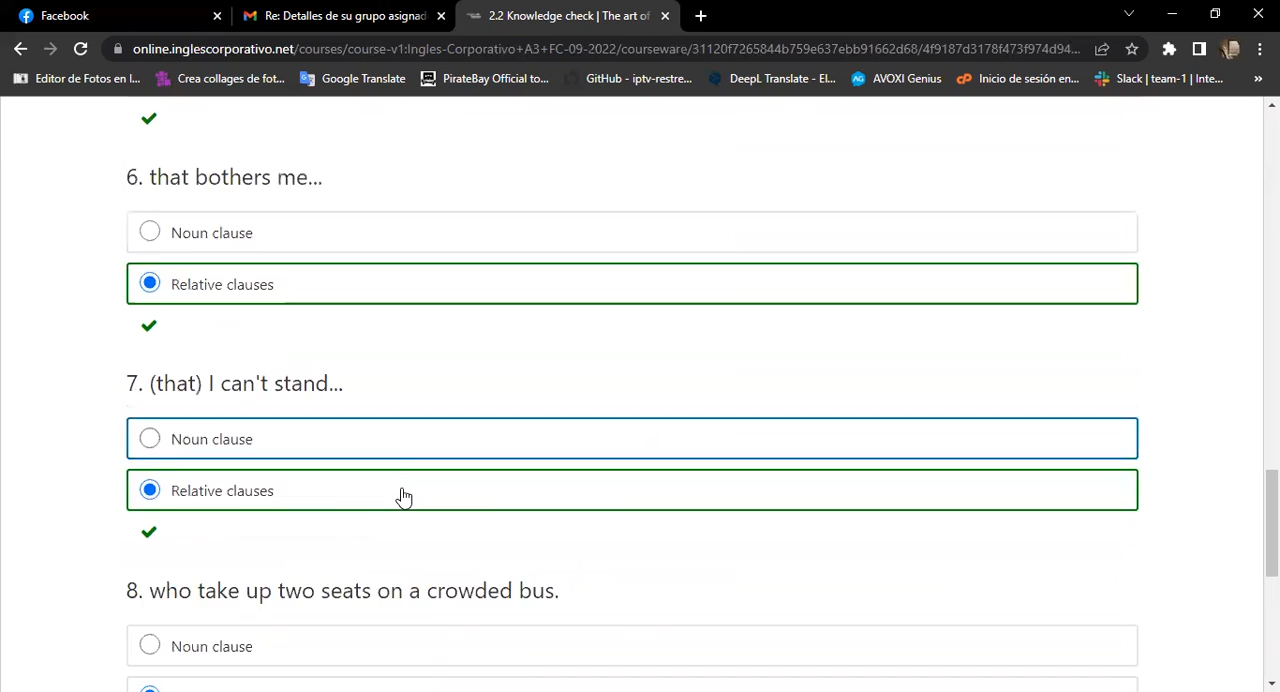 Facebook
Re: Detalles de su grupo asignad
2.2 Knowledge check | The art of
online.inglescorporativo.net/courses/course-v1:Ingles-Corporativo+A3+FC-09-2022/courseware/31120f7265844b759e637ebb91662d68/4f9187d3178f473f974d94...
Editor de Fotos en l...
Crea collages de fot...
Google Translate
PirateBay Official to...
GitHub - iptv-restre...
DeepL Translate - El...
AVOXI Genius
Inicio de sesión en...
Slack | team-1 | Inte...
»
6. that bothers me...
Noun clause
Relative clauses
7. (that) I can't stand...
Noun clause
Relative clauses
8. who take up two seats on a crowded bus.
Noun clause